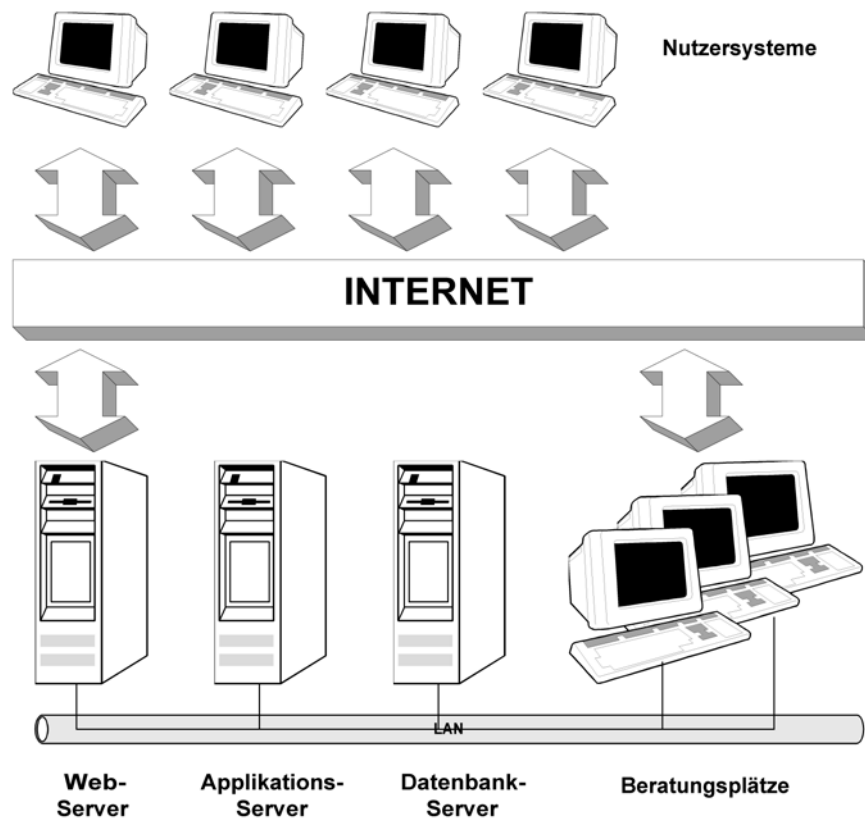 Nutzersysteme
INTERNET
LAN
Web-
Server
Applikations-
Server
Datenbank-
Server
Beratungsplätze